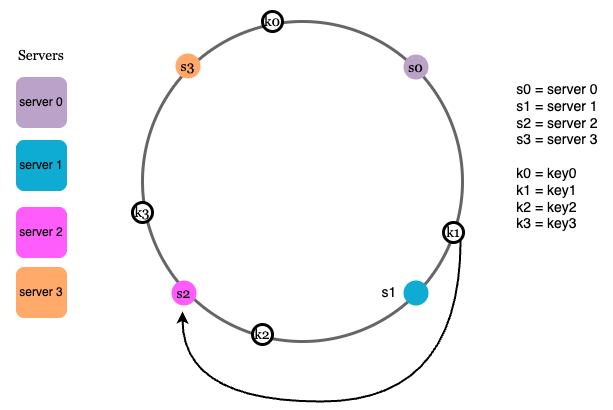 Servers
server 0
server 1
server 2
server 3
k0
s3
s0
k3
k1
s2
s1
k2
s0 = server 0
s1 = server 1
s2 = server 2
s3 = server 3
k0 = key0
k1 = key1
k2 = key2
k3 = key3